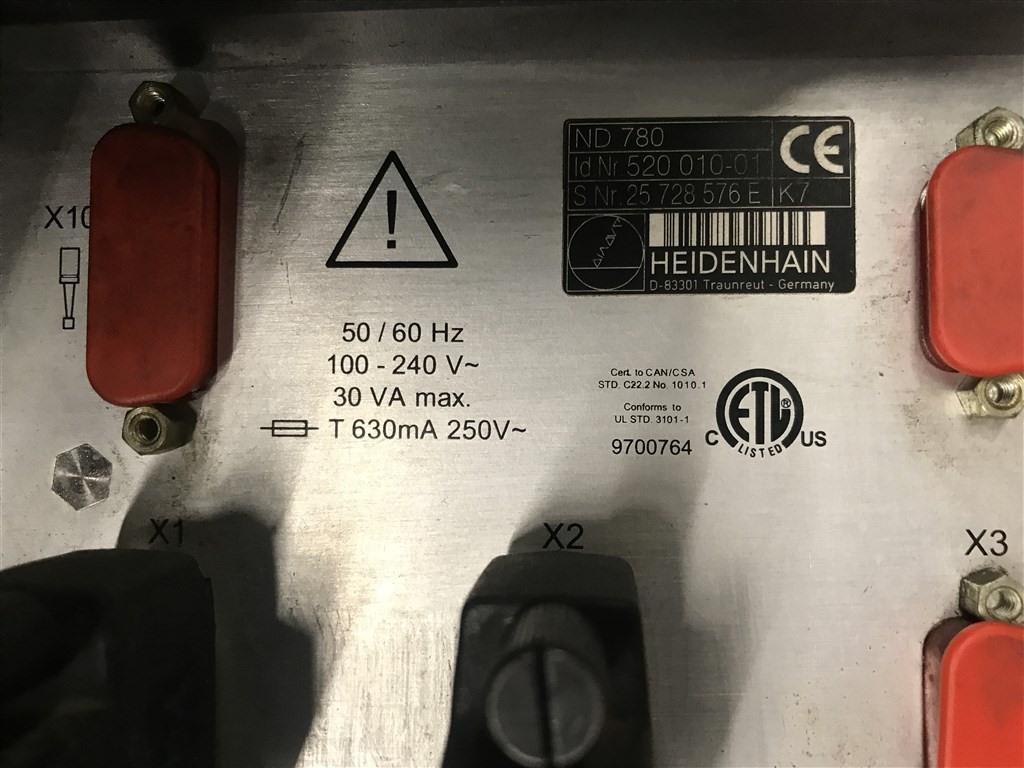 ND 780
Id Nr 520 010-01
S Nr. 25 728 576 E K7
CE
HEIDENHAIN
D-83301 Traunreut - Germany
X10
!
50 / 60 Hz
100 - 240 V~
30 VA max.
T 630mA 250V~
Cert. to CAN/CSA
STD. C22.2 No. 1010.1
Conforms to
UL STD. 3101-1
9700764
C ETL ® US
LISTED
X1
X2
X3